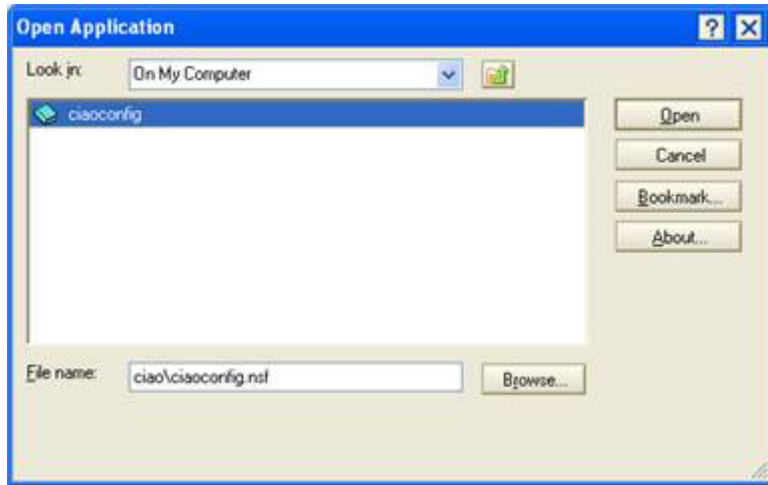 Open Application
Look in: On My Computer
ciaoconfig
Open
Cancel
Bookmark...
About...
File name: ciao\ciaoconfig.nsf Browse...